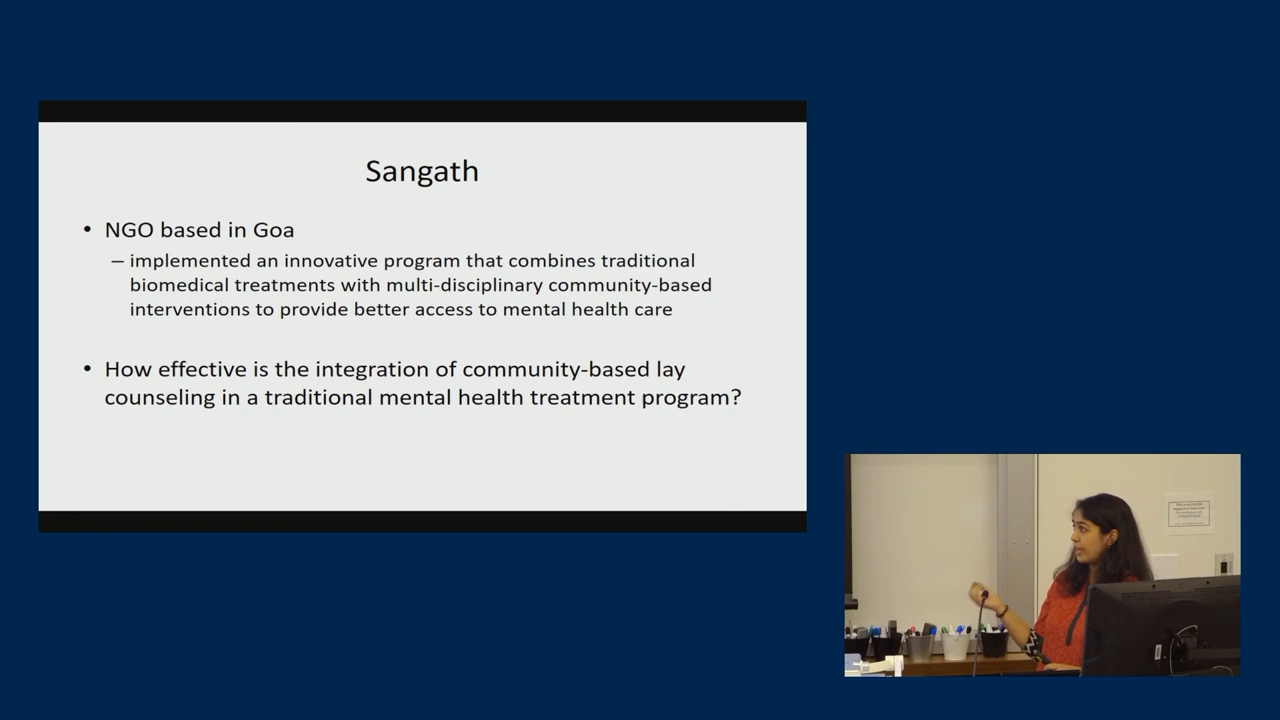 Sangath
• NGO based in Goa
– implemented an innovative program that combines traditional
biomedical treatments with multi-disciplinary community-based
interventions to provide better access to mental health care
• How effective is the integration of community-based lay
counseling in a traditional mental health treatment program?